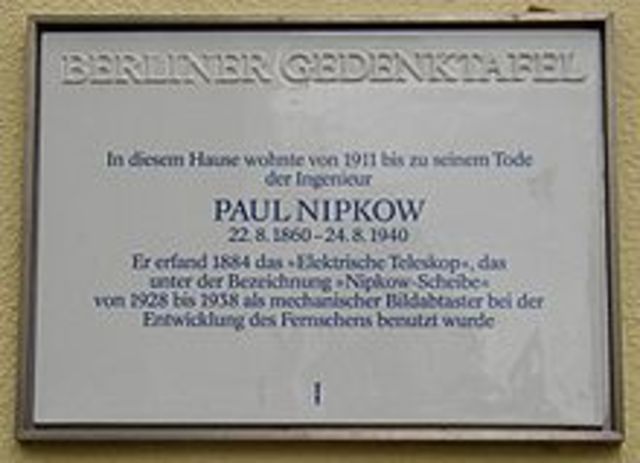 BERLINER GEDENKTAFEL
In diesem Hause wohnte von 1911 bis zu seinem Tode
der Ingenieur
PAUL NIPKOW
22.8.1860–24.8.1940
Er erfand 1884 das »Elektrische Teleskop«, das
unter der Bezeichnung »Nipkow-Scheibe«
von 1928 bis 1938 als mechanischer Bildabtaster bei der
Entwicklung des Fernsehens benutzt wurde